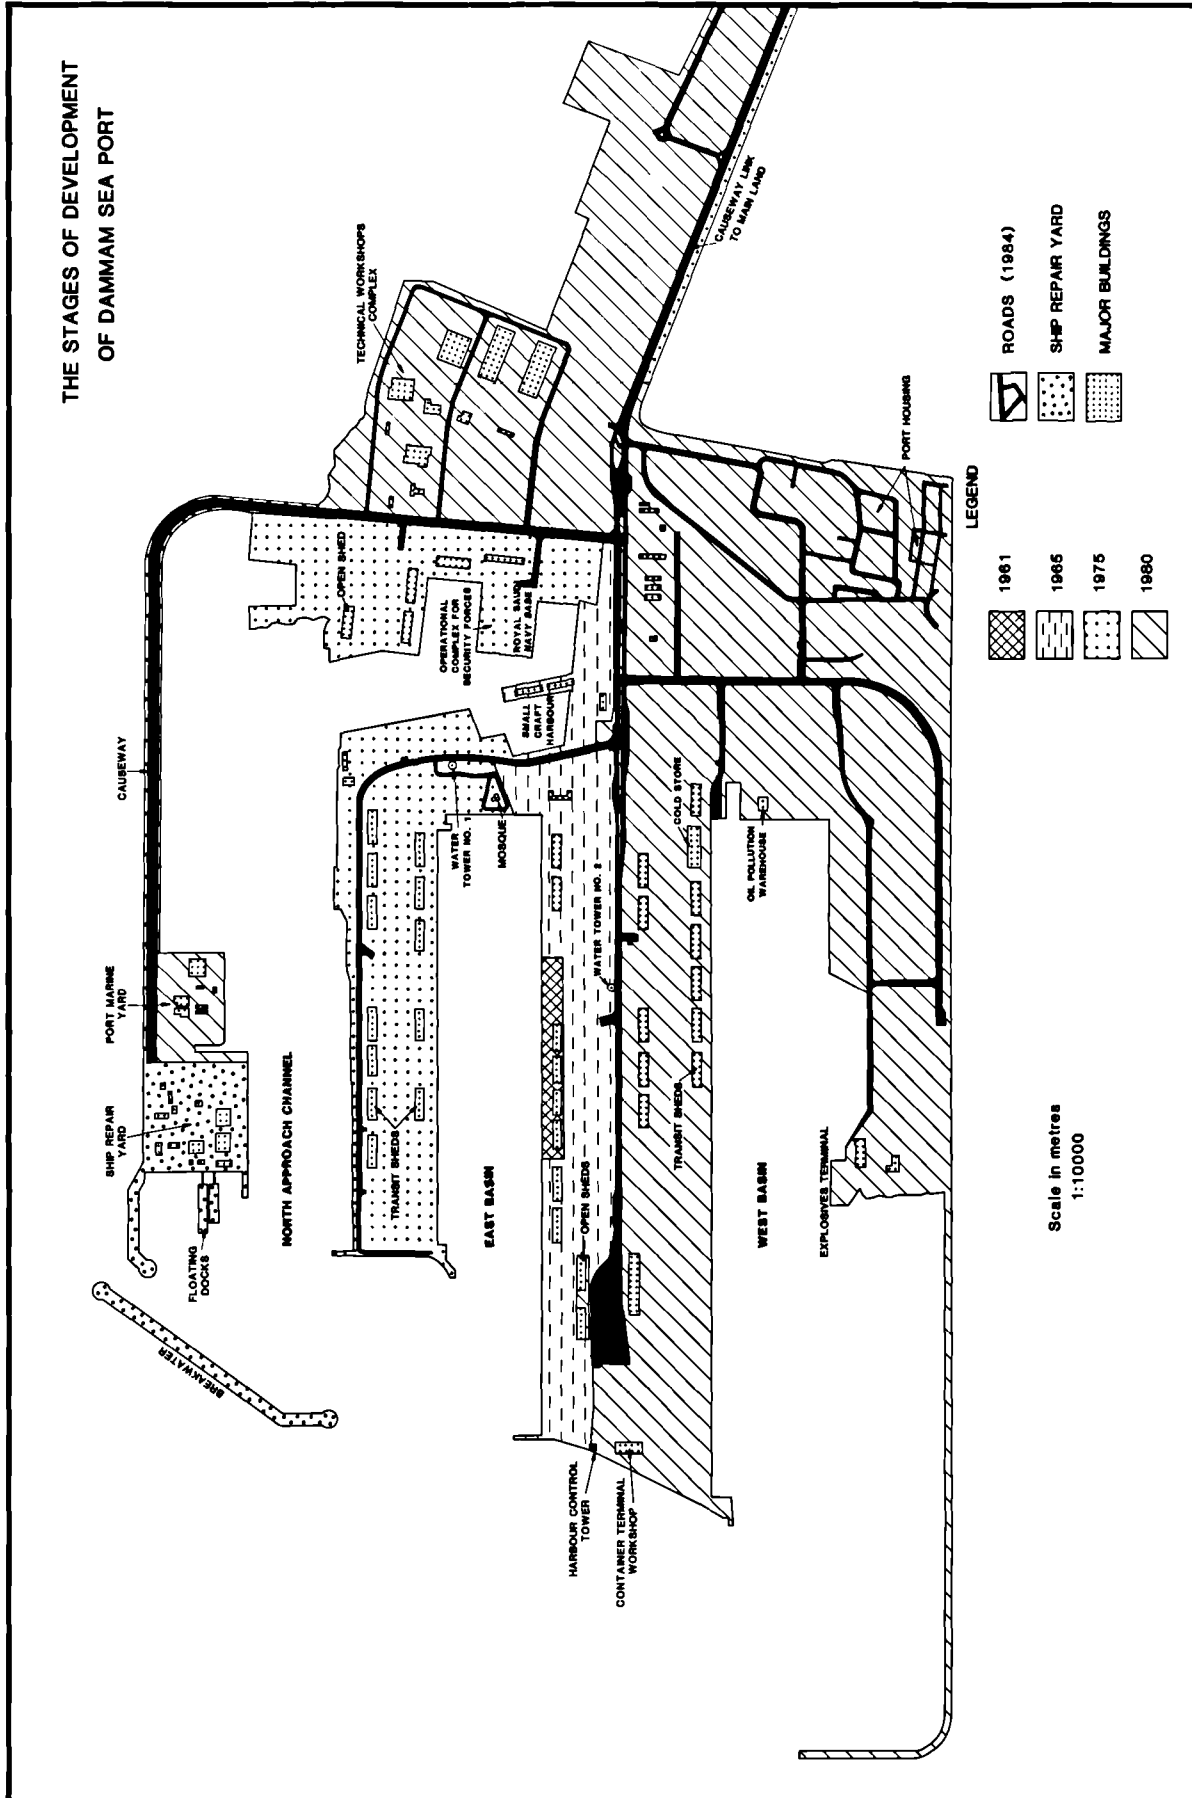 THE STAGES OF DEVELOPMENT
OF DAMMAM SEA PORT
CAUSEWAY
TECHNICAL WORKSHOPS
COMPLEX
CAUSEWAY LINK
TO MAIN LAND
OPEN SHED
OPERATIONAL
COMPLEX FOR
SECURITY FORCES
ROYAL SAUDI
NAVY BASE
SMALL
CRAFT
HARBOUR
PORT MARINE
YARD
SHIP REPAIR
YARD
FLOATING
DOCKS
BREAKWATER
NORTH APPROACH CHANNEL
TRANSIT SHEDS
WATER
TOWER NO. 1
MOSQUE
EAST BASIN
OPEN SHEDS
WATER TOWER NO. 2
COLD STORE
TRANSIT SHEDS
OIL POLLUTION
WAREHOUSE
WEST BASIN
EXPLOSIVES TERMINAL
HARBOUR CONTROL
TOWER
CONTAINER TERMINAL
WORKSHOP
PORT HOUSING
LEGEND
1961
1965
1975
1980
ROADS (1984)
SHIP REPAIR YARD
MAJOR BUILDINGS
Scale in metres
1:10000